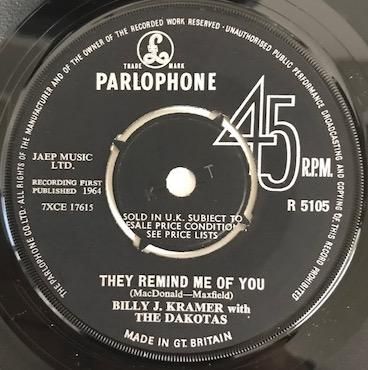 THE PARLOPHONE CO. LTD. ALL RIGHTS OF THE MANUFACTURER AND OF THE OWNER OF THE RECORDED WORK RESERVED · UNAUTHORISED PUBLIC PERFORMANCE BROADCASTING AND COPYING OF THIS RECORD PROHIBITED
£
TRADE MARK
PARLOPHONE
45
R.P.M.
JAEP MUSIC
LTD.
RECORDING FIRST
PUBLISHED 1964
7XCE 17615
R 5105
SOLD IN U.K. SUBJECT TO
RESALE PRICE CONDITIONS,
SEE PRICE LISTS
THEY REMIND ME OF YOU
(MacDonald—Maxfield)
BILLY J. KRAMER with
THE DAKOTAS
MADE IN GT. BRITAIN